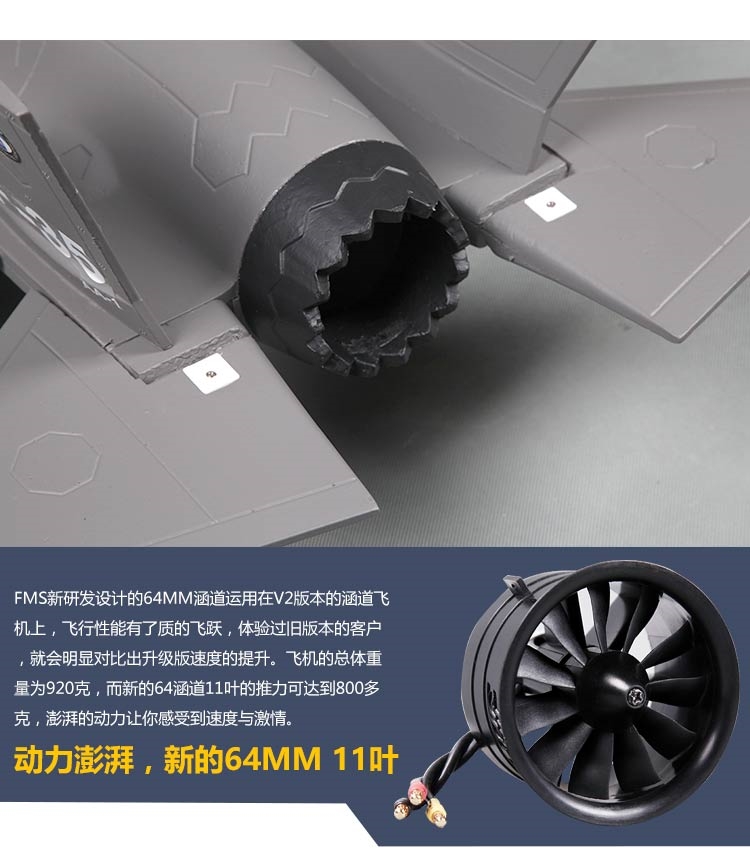 35
FMS新研发设计的64MM涵道运用在V2版本的涵道飞
机上，飞行性能有了质的飞跃，体验过旧版本的客户
，就会明显对比出升级版速度的提升。飞机的总体重
量为920克，而新的64涵道11叶的推力可达到800多
克，澎湃的动力让你感受到速度与激情。
动力澎湃，新的64MM 11叶